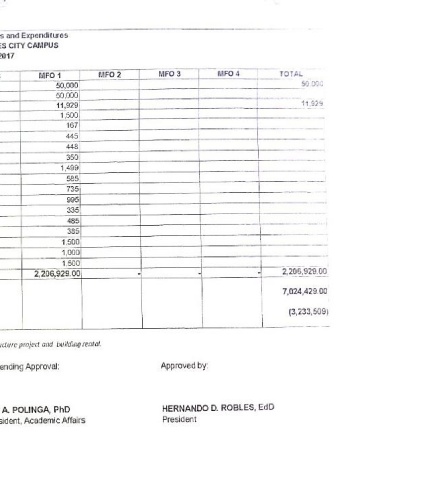 s and Expenditures
ES CITY CAMPUS
2017
MFO 1 MFO 2 MFO 3 MFO 4 TOTAL
50,000 50,000
60,000
11,929 11,929
1,500
167
445
448
350
1,499
585
735
995
335
485
385
1,500
1,000
1,500
2,206,929.00 - - - 2,206,929.00
7,024,429.00
(3,233,509)
ucture project and building rental.
ending Approval: Approved by:
A. POLINGA, PhD HERNANDO D. ROBLES, EdD
sident, Academic Affairs President